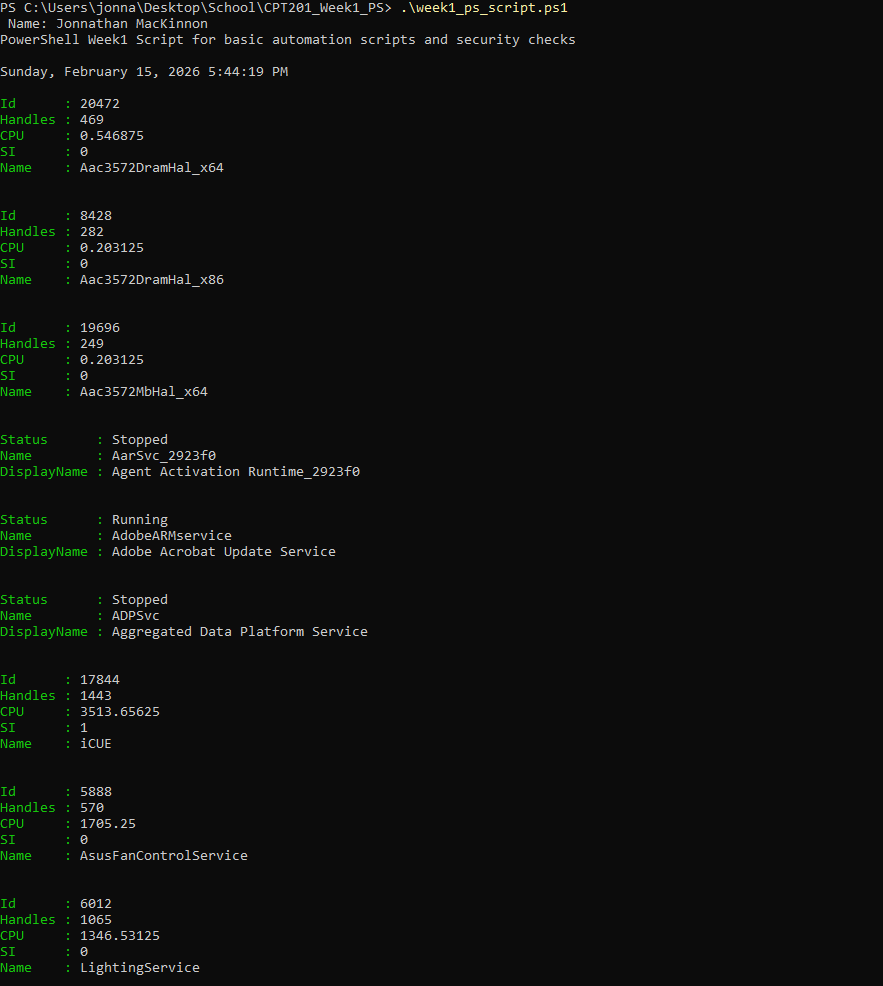 PS C:\Users\jonna\Desktop\School\CPT201_Week1_PS> .\week1_ps_script.ps1
Name: Jonnathan MacKinnon
PowerShell Week1 Script for basic automation scripts and security checks
Sunday, February 15, 2026 5:44:19 PM
Id      : 20472
Handles : 469
CPU     : 0.546875
SI      : 0
Name    : Aac3572DramHal_x64
Id      : 8428
Handles : 282
CPU     : 0.203125
SI      : 0
Name    : Aac3572DramHal_x86
Id      : 19696
Handles : 249
CPU     : 0.203125
SI      : 0
Name    : Aac3572MbHal_x64
Status      : Stopped
Name        : AarSvc_2923f0
DisplayName : Agent Activation Runtime_2923f0
Status      : Running
Name        : AdobeARMservice
DisplayName : Adobe Acrobat Update Service
Status      : Stopped
Name        : ADPSvc
DisplayName : Aggregated Data Platform Service
Id      : 17844
Handles : 1443
CPU     : 3513.65625
SI      : 1
Name    : iCUE
Id      : 5888
Handles : 570
CPU     : 1705.25
SI      : 0
Name    : AsusFanControlService
Id      : 6012
Handles : 1065
CPU     : 1346.53125
SI      : 0
Name    : LightingService